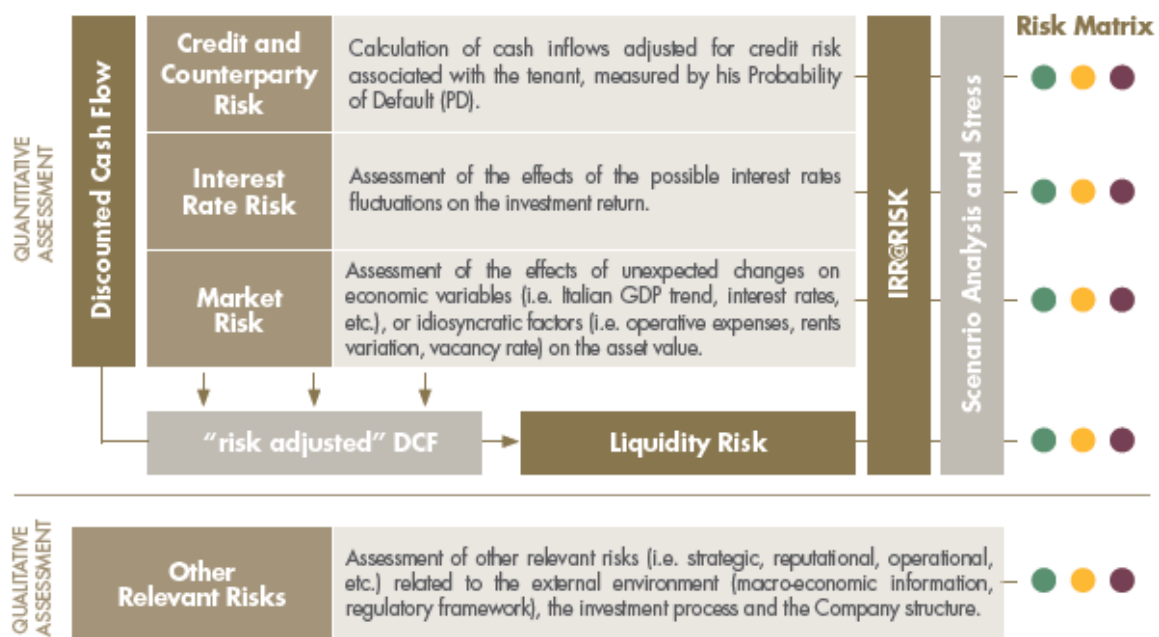 Risk Matrix
QUANTITATIVE
ASSESSMENT
Discounted Cash Flow
Credit and
Counterparty
Risk
Calculation of cash inflows adjusted for credit risk
associated with the tenant, measured by his Probability
of Default (PD).
Interest
Rate Risk
Assessment of the effects of the possible interest rates
fluctuations on the investment return.
Market
Risk
Assessment of the effects of unexpected changes on
economic variables (i.e. Italian GDP trend, interest rates,
etc.), or idiosyncratic factors (i.e. operative expenses, rents
variation, vacancy rate) on the asset value.
IRR@RISK
Scenario Analysis and Stress
“risk adjusted” DCF
Liquidity Risk
QUALITATIVE
ASSESSMENT
Other
Relevant Risks
Assessment of other relevant risks (i.e. strategic, reputational, operational,
etc.) related to the external environment (macro-economic information,
regulatory framework), the investment process and the Company structure.